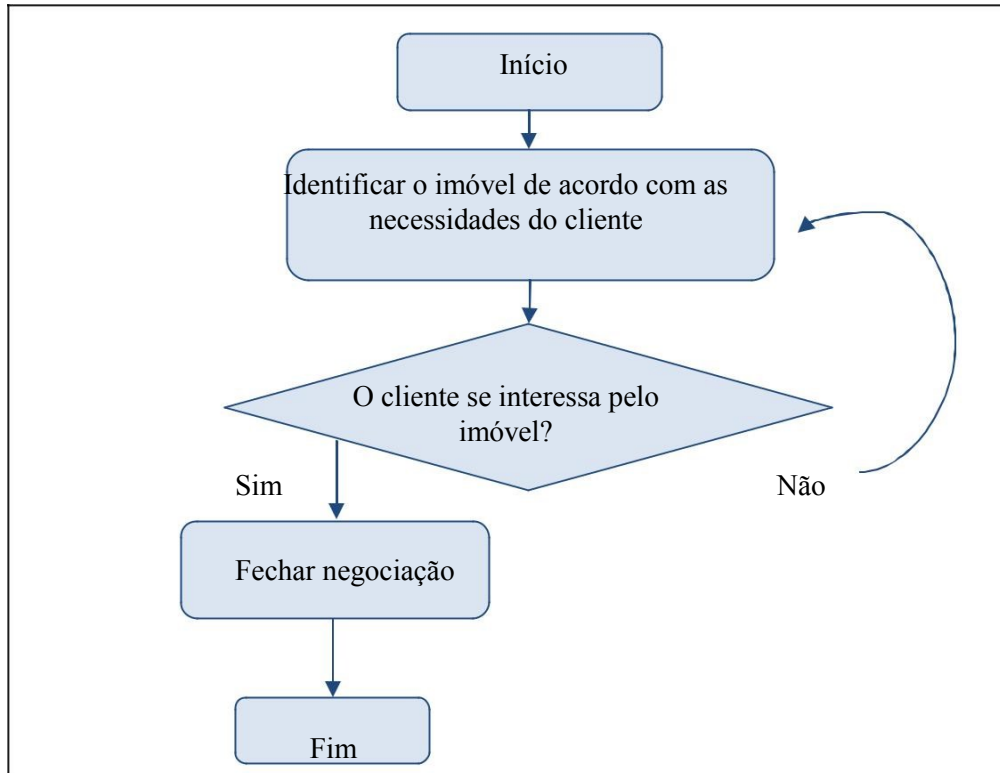 Início
Identificar o imóvel de acordo com as
necessidades do cliente
O cliente se interessa pelo
imóvel?
Sim
Não
Fechar negociação
Fim